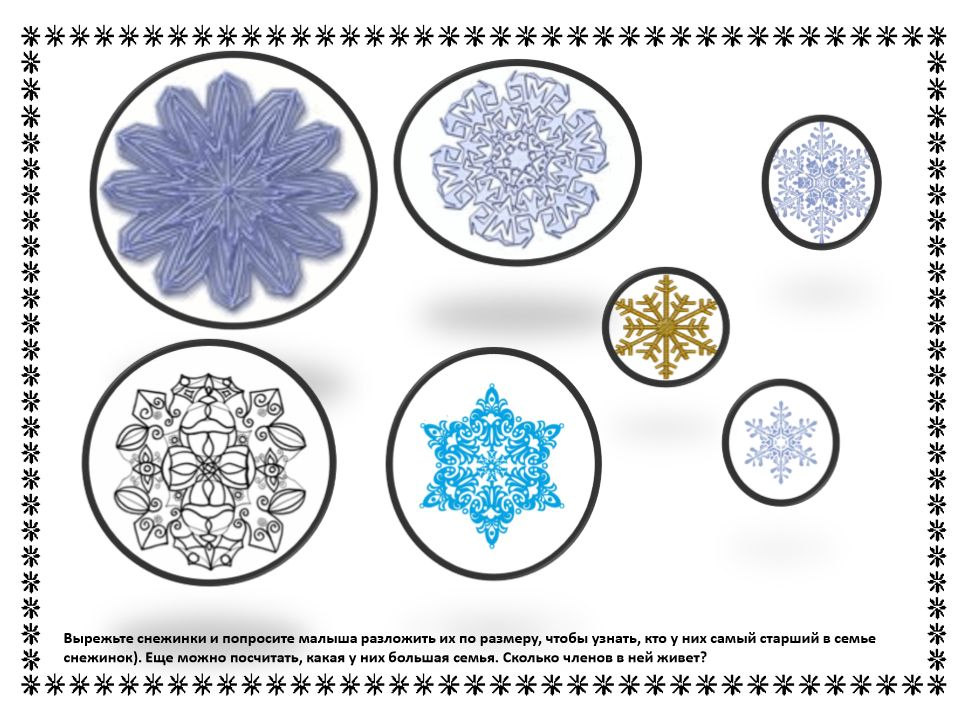 Вырежьте снежинки и попросите малыша разложить их по размеру, чтобы узнать, кто у них самый старший в семье
снежинок). Еще можно посчитать, какая у них большая семья. Сколько членов в ней живет?